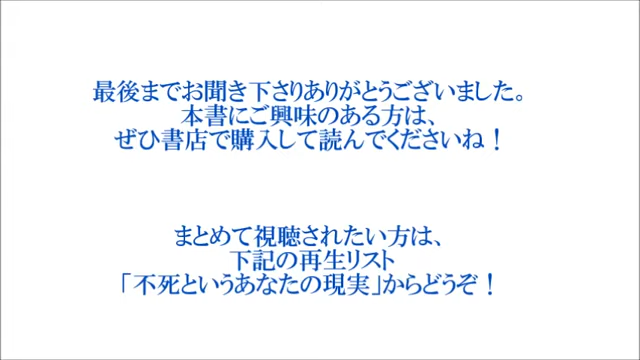 最後までお聞き下さりありがとうございました。
本書にご興味のある方は、
ぜひ書店で購入して読んでくださいね！
まとめて視聴されたい方は、
下記の再生リスト
「不死というあなたの現実」からどうぞ！